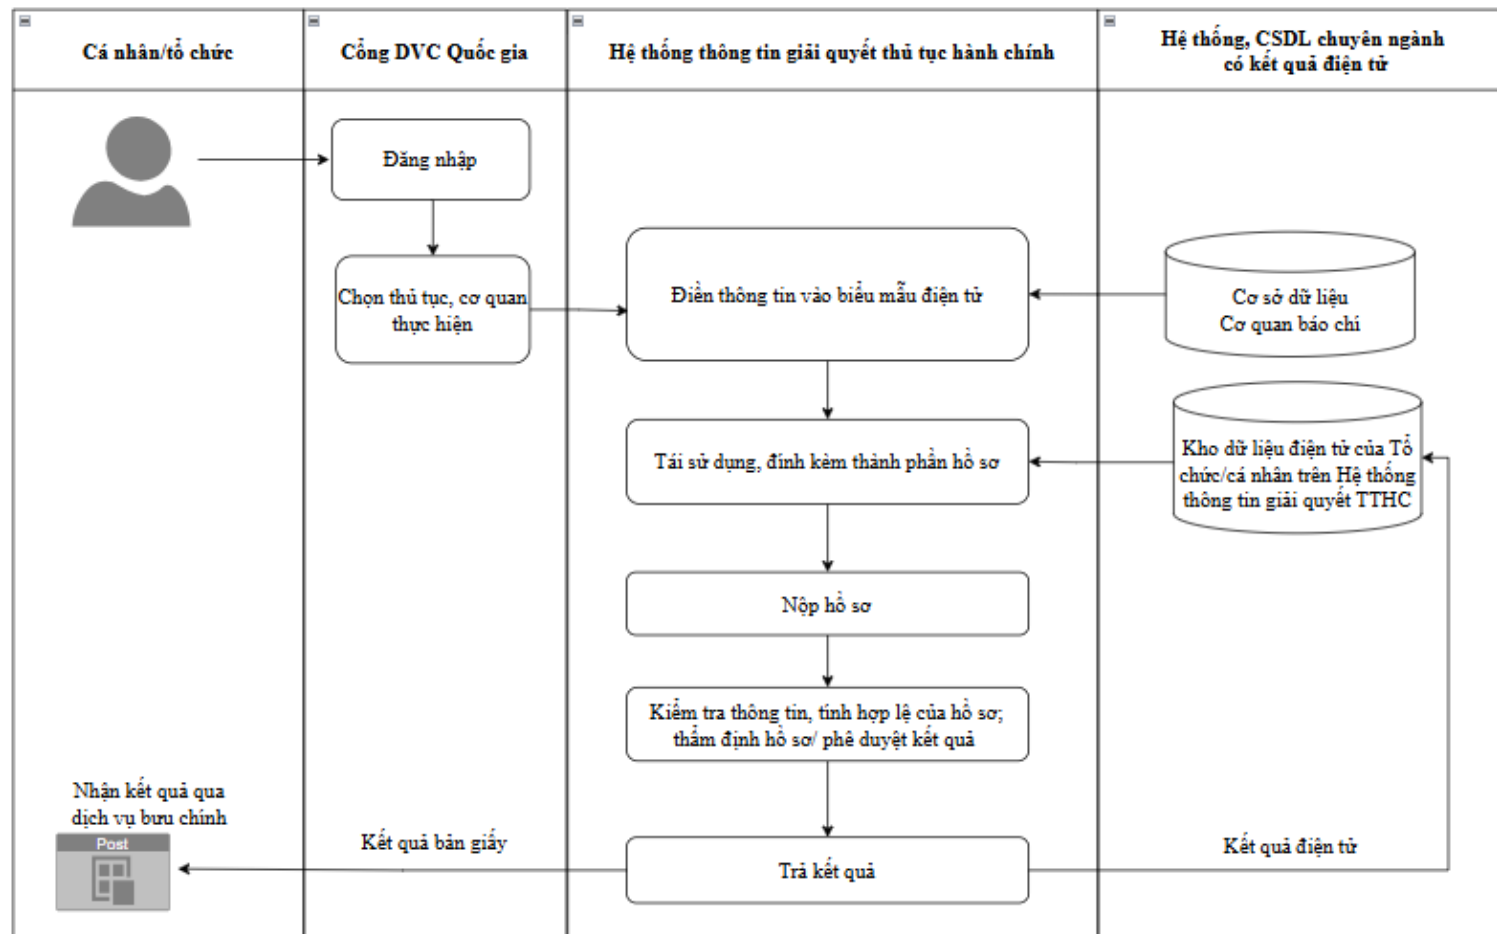 Cá nhân/tổ chức
Cổng DVC Quốc gia
Hệ thống thông tin giải quyết thủ tục hành chính
Hệ thống, CSDL chuyên ngành
có kết quả điện tử
Đăng nhập
Chọn thủ tục, cơ quan
thực hiện
Điền thông tin vào biểu mẫu điện tử
Cơ sở dữ liệu
Cơ quan báo chí
Tái sử dụng, đính kèm thành phần hồ sơ
Kho dữ liệu điện tử của Tổ
chức/cá nhân trên Hệ thống
thông tin giải quyết TTHC
Nộp hồ sơ
Kiểm tra thông tin, tính hợp lệ của hồ sơ;
thẩm định hồ sơ/ phê duyệt kết quả
Nhận kết quả qua
dịch vụ bưu chính
Post
Kết quả bản giấy
Trả kết quả
Kết quả điện tử